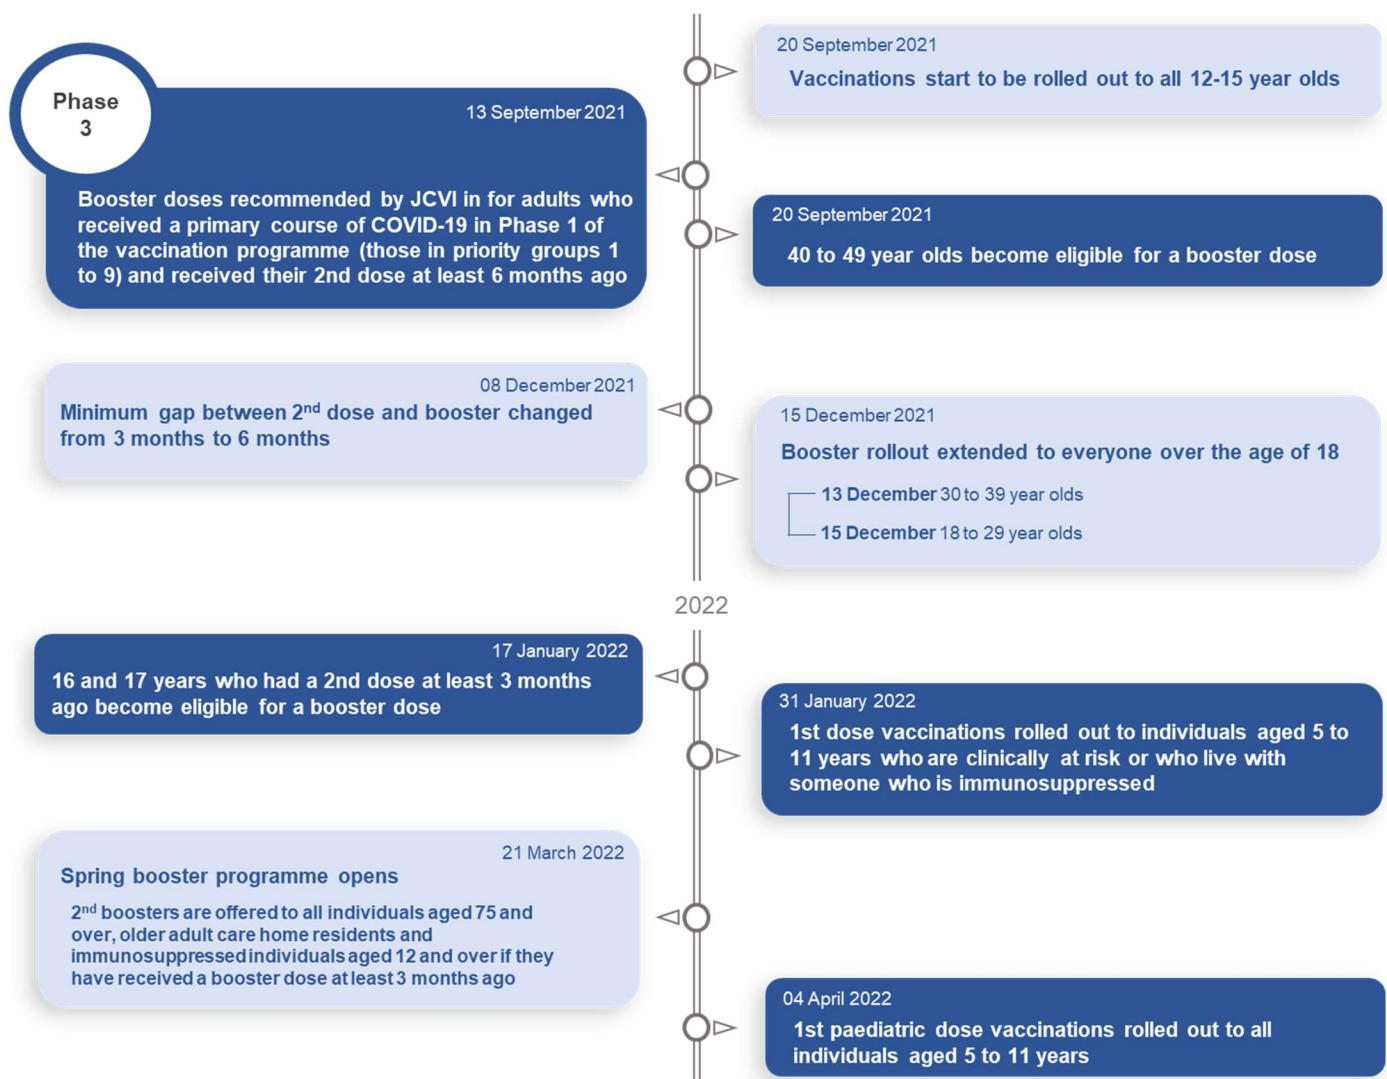 20 September 2021
Vaccinations start to be rolled out to all 12-15 year olds
Phase
3
13 September 2021
Booster doses recommended by JCVI in for adults who
received a primary course of COVID-19 in Phase 1 of
the vaccination programme (those in priority groups 1
to 9) and received their 2nd dose at least 6 months ago
20 September 2021
40 to 49 year olds become eligible for a booster dose
08 December 2021
Minimum gap between 2nd dose and booster changed
from 3 months to 6 months
15 December 2021
Booster rollout extended to everyone over the age of 18
13 December 30 to 39 year olds
15 December 18 to 29 year olds
2022
17 January 2022
16 and 17 years who had a 2nd dose at least 3 months
ago become eligible for a booster dose
31 January 2022
1st dose vaccinations rolled out to individuals aged 5 to
11 years who are clinically at risk or who live with
someone who is immunosuppressed
21 March 2022
Spring booster programme opens
2nd boosters are offered to all individuals aged 75 and
over, older adult care home residents and
immunosuppressed individuals aged 12 and over if they
have received a booster dose at least 3 months ago
04 April 2022
1st paediatric dose vaccinations rolled out to all
individuals aged 5 to 11 years